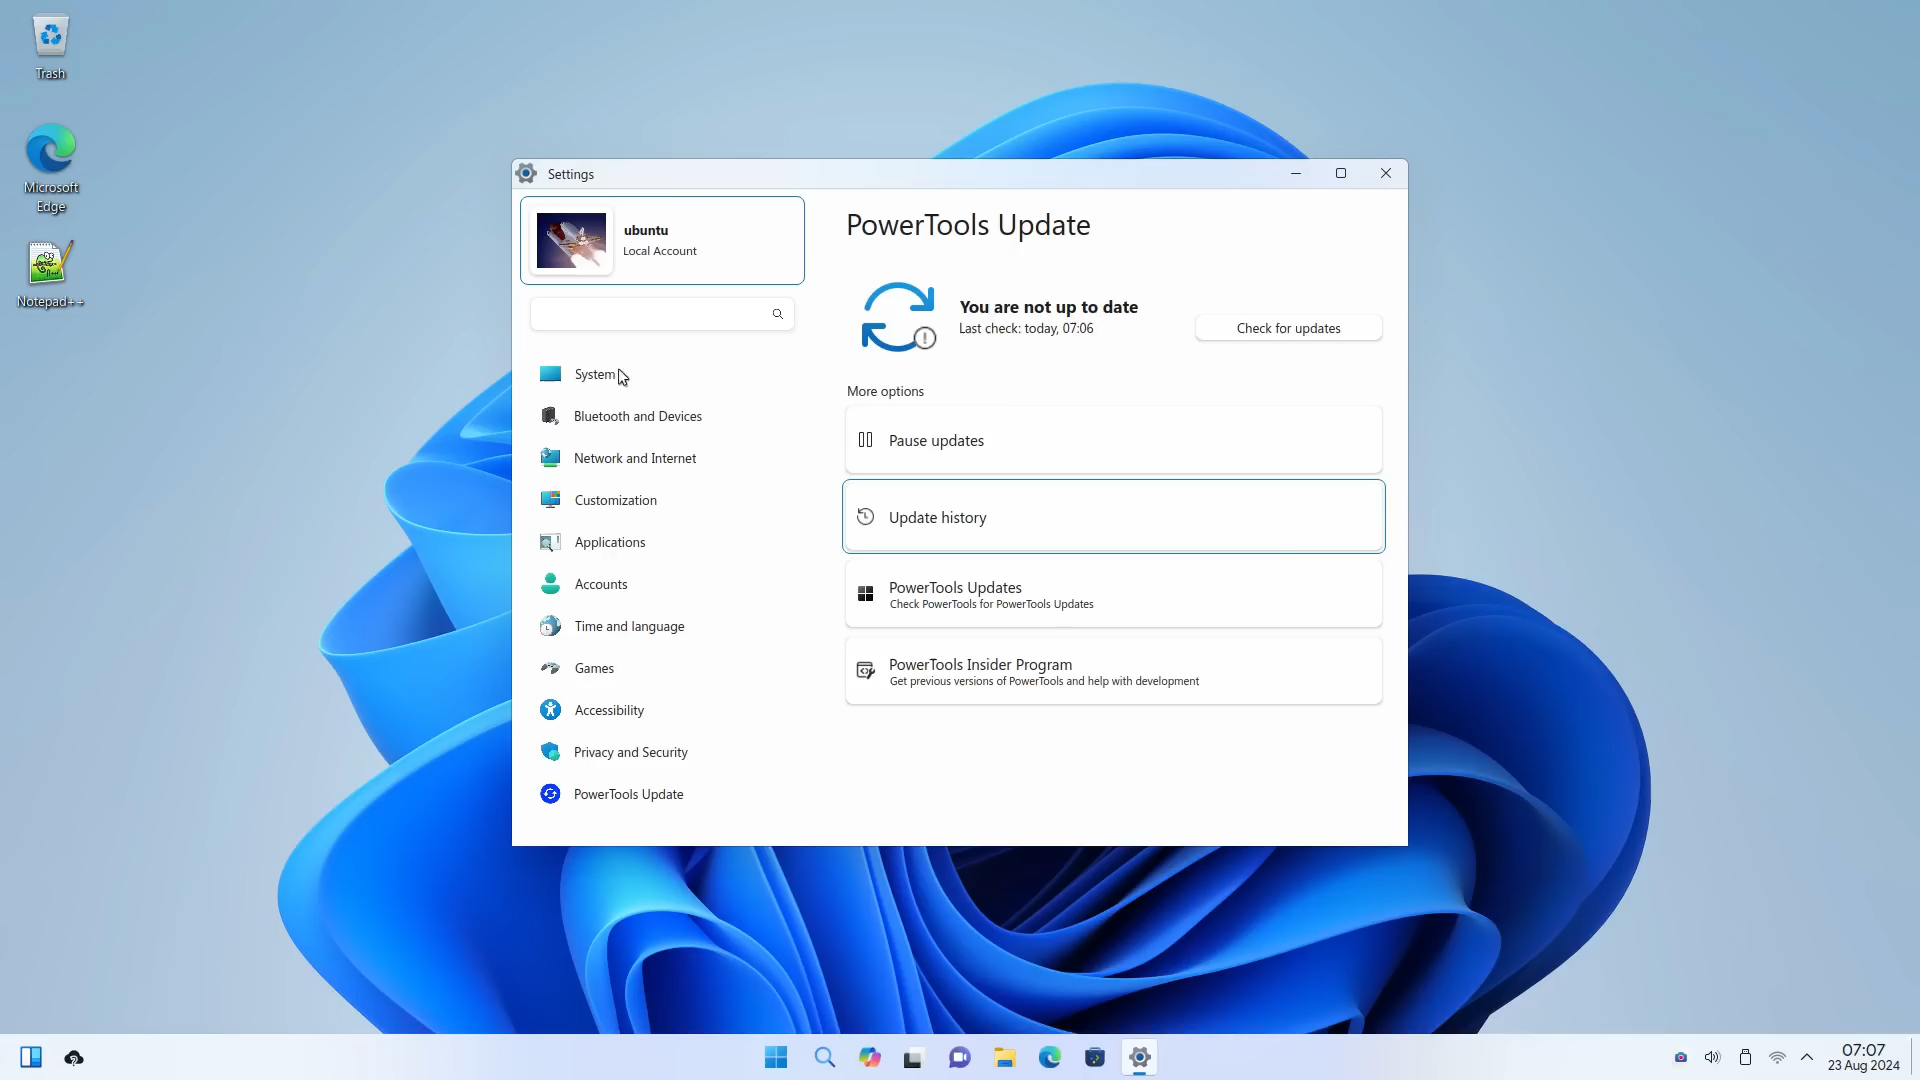 Trash
Microsoft
Edge
Notepad++
Settings
ubuntu
Local Account
System
Bluetooth and Devices
Network and Internet
Customization
Applications
Accounts
Time and language
Games
Accessibility
Privacy and Security
PowerTools Update
PowerTools Update
You are not up to date
Last check: today, 07:06
Check for updates
More options
Pause updates
Update history
PowerTools Updates
Check PowerTools for PowerTools Updates
PowerTools Insider Program
Get previous versions of PowerTools and help with development
07:07
23 Aug 2024